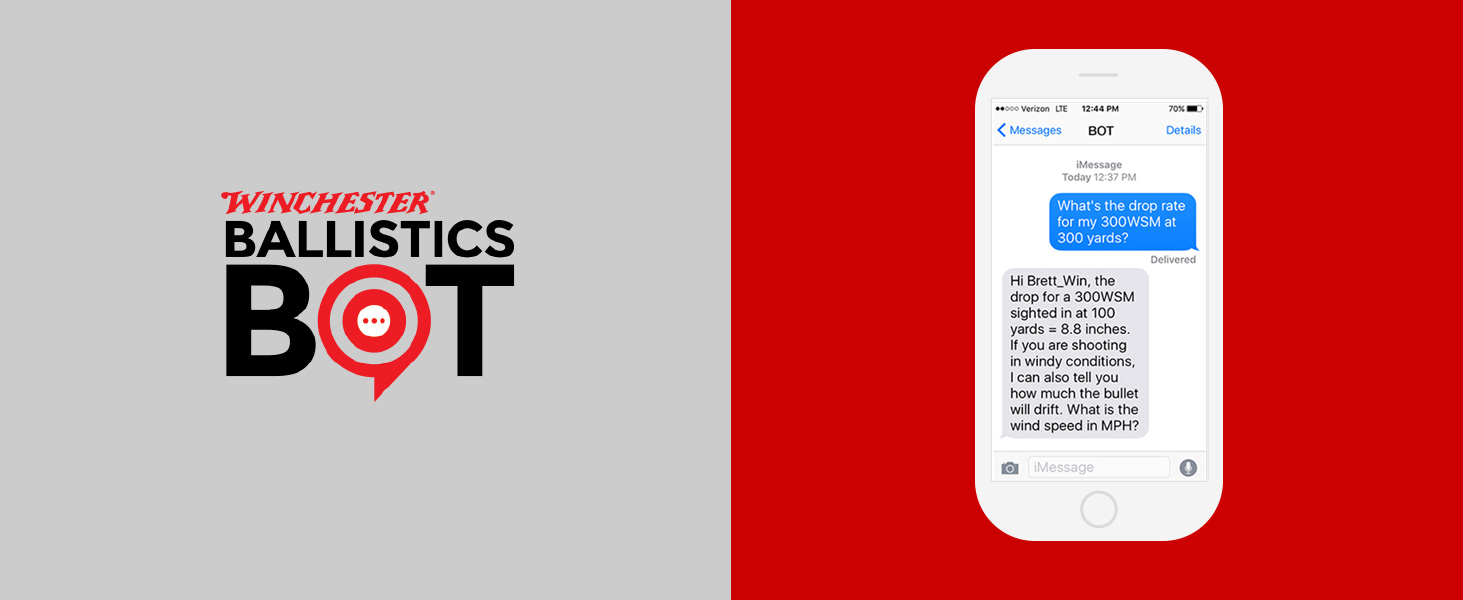 WINCHESTER®
BALLISTICS
BOT
Verizon LTE 12:44 PM 70%
Messages BOT Details
iMessage
Today 12:37 PM
What's the drop rate
for my 300WSM at
300 yards?
Delivered
Hi Brett_Win, the
drop for a 300WSM
sighted in at 100
yards = 8.8 inches.
If you are shooting
in windy conditions,
I can also tell you
how much the bullet
will drift. What is the
wind speed in MPH?
iMessage